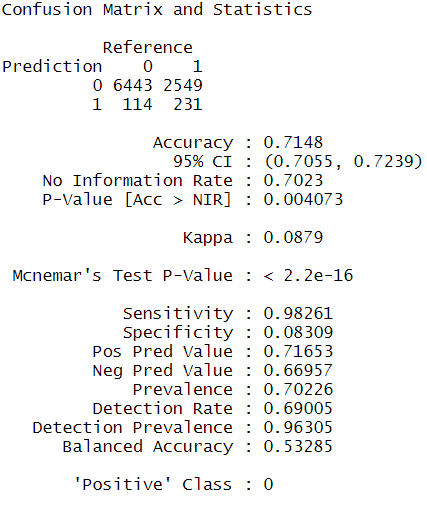 Confusion Matrix and Statistics
Reference
Prediction 0 1
0 6443 2549
1 114 231
Accuracy : 0.7148
95% CI : (0.7055, 0.7239)
No Information Rate : 0.7023
P-Value [Acc > NIR] : 0.004073
Kappa : 0.0879
Mcnemar's Test P-Value : < 2.2e-16
Sensitivity : 0.98261
Specificity : 0.08309
Pos Pred Value : 0.71653
Neg Pred Value : 0.66957
Prevalence : 0.70226
Detection Rate : 0.69005
Detection Prevalence : 0.96305
Balanced Accuracy : 0.53285
'Positive' Class : 0